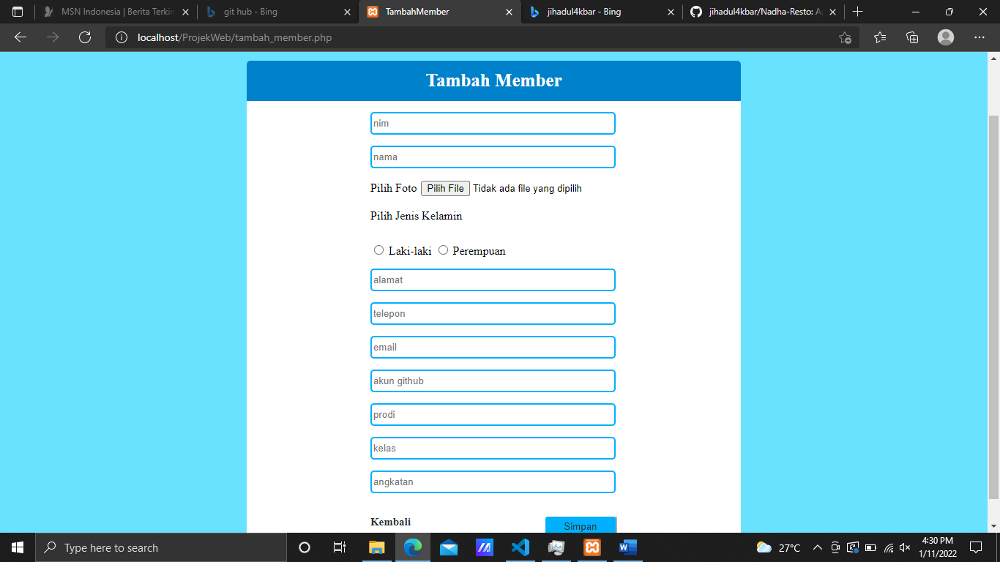 MSN Indonesia | Berita Terkin
git hub - Bing
TambahMember
jihadul4kbar - Bing
jihadul4kbar/Nadha-Resto: A
localhost/ProjekWeb/tambah_member.php
Tambah Member
nim
nama
Pilih Foto Pilih File Tidak ada file yang dipilih
Pilih Jenis Kelamin
Laki-laki Perempuan
alamat
telepon
email
akun github
prodi
kelas
angkatan
Kembali Simpan
Type here to search
27°C
4:30 PM
1/11/2022